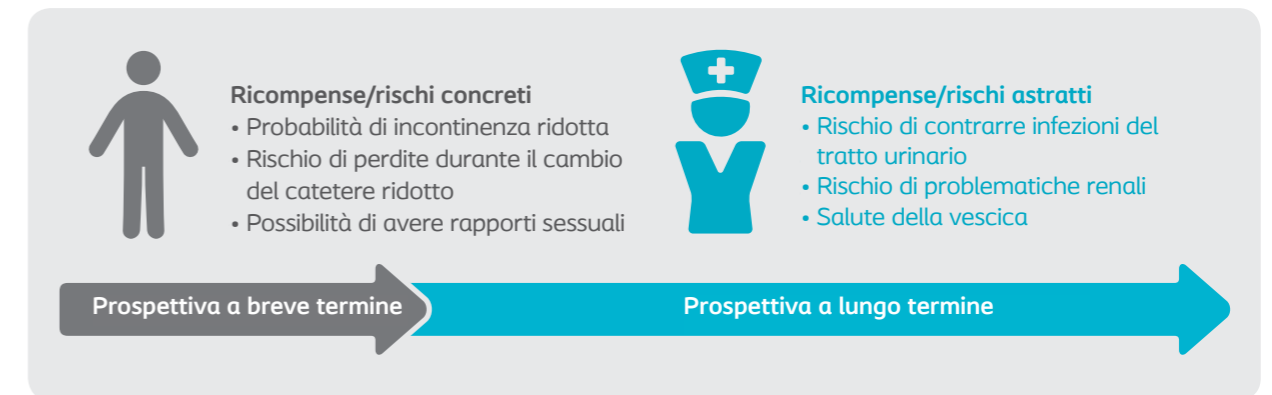 Ricompense/rischi concreti
• Probabilità di incontinenza ridotta
• Rischio di perdite durante il cambio
del catetere ridotto
• Possibilità di avere rapporti sessuali
Ricompense/rischi astratti
• Rischio di contrarre infezioni del
tratto urinario
• Rischio di problematiche renali
• Salute della vescica
Prospettiva a breve termine
Prospettiva a lungo termine